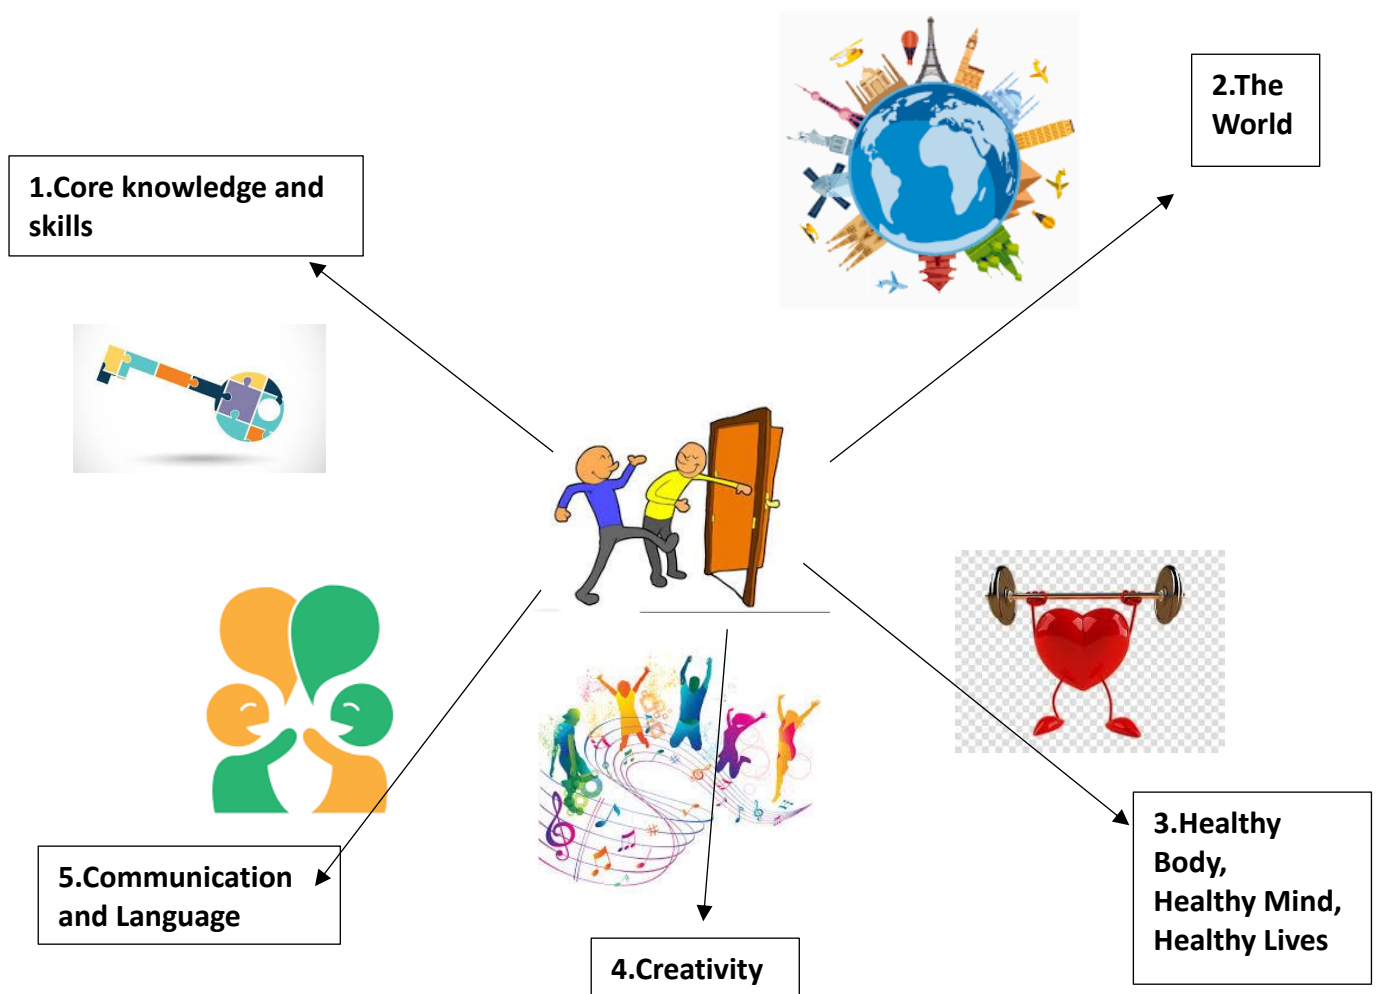 1.Core knowledge and
skills
2.The
World
3.Healthy
Body,
Healthy Mind,
Healthy Lives
4.Creativity
5.Communication
and Language